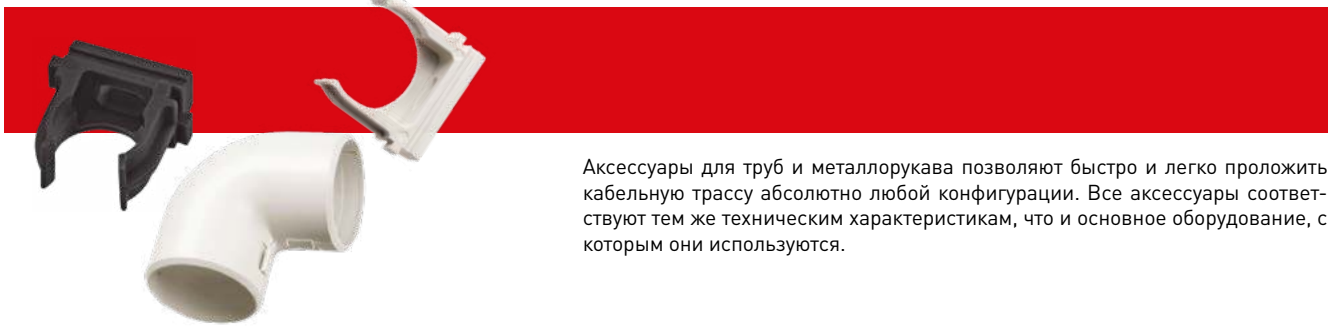 Аксессуары для труб и металлорукава позволяют быстро и легко проложить
кабельную трассу абсолютно любой конфигурации. Все аксессуары соответ-
ствуют тем же техническим характеристикам, что и основное оборудование, с
которым они используются.